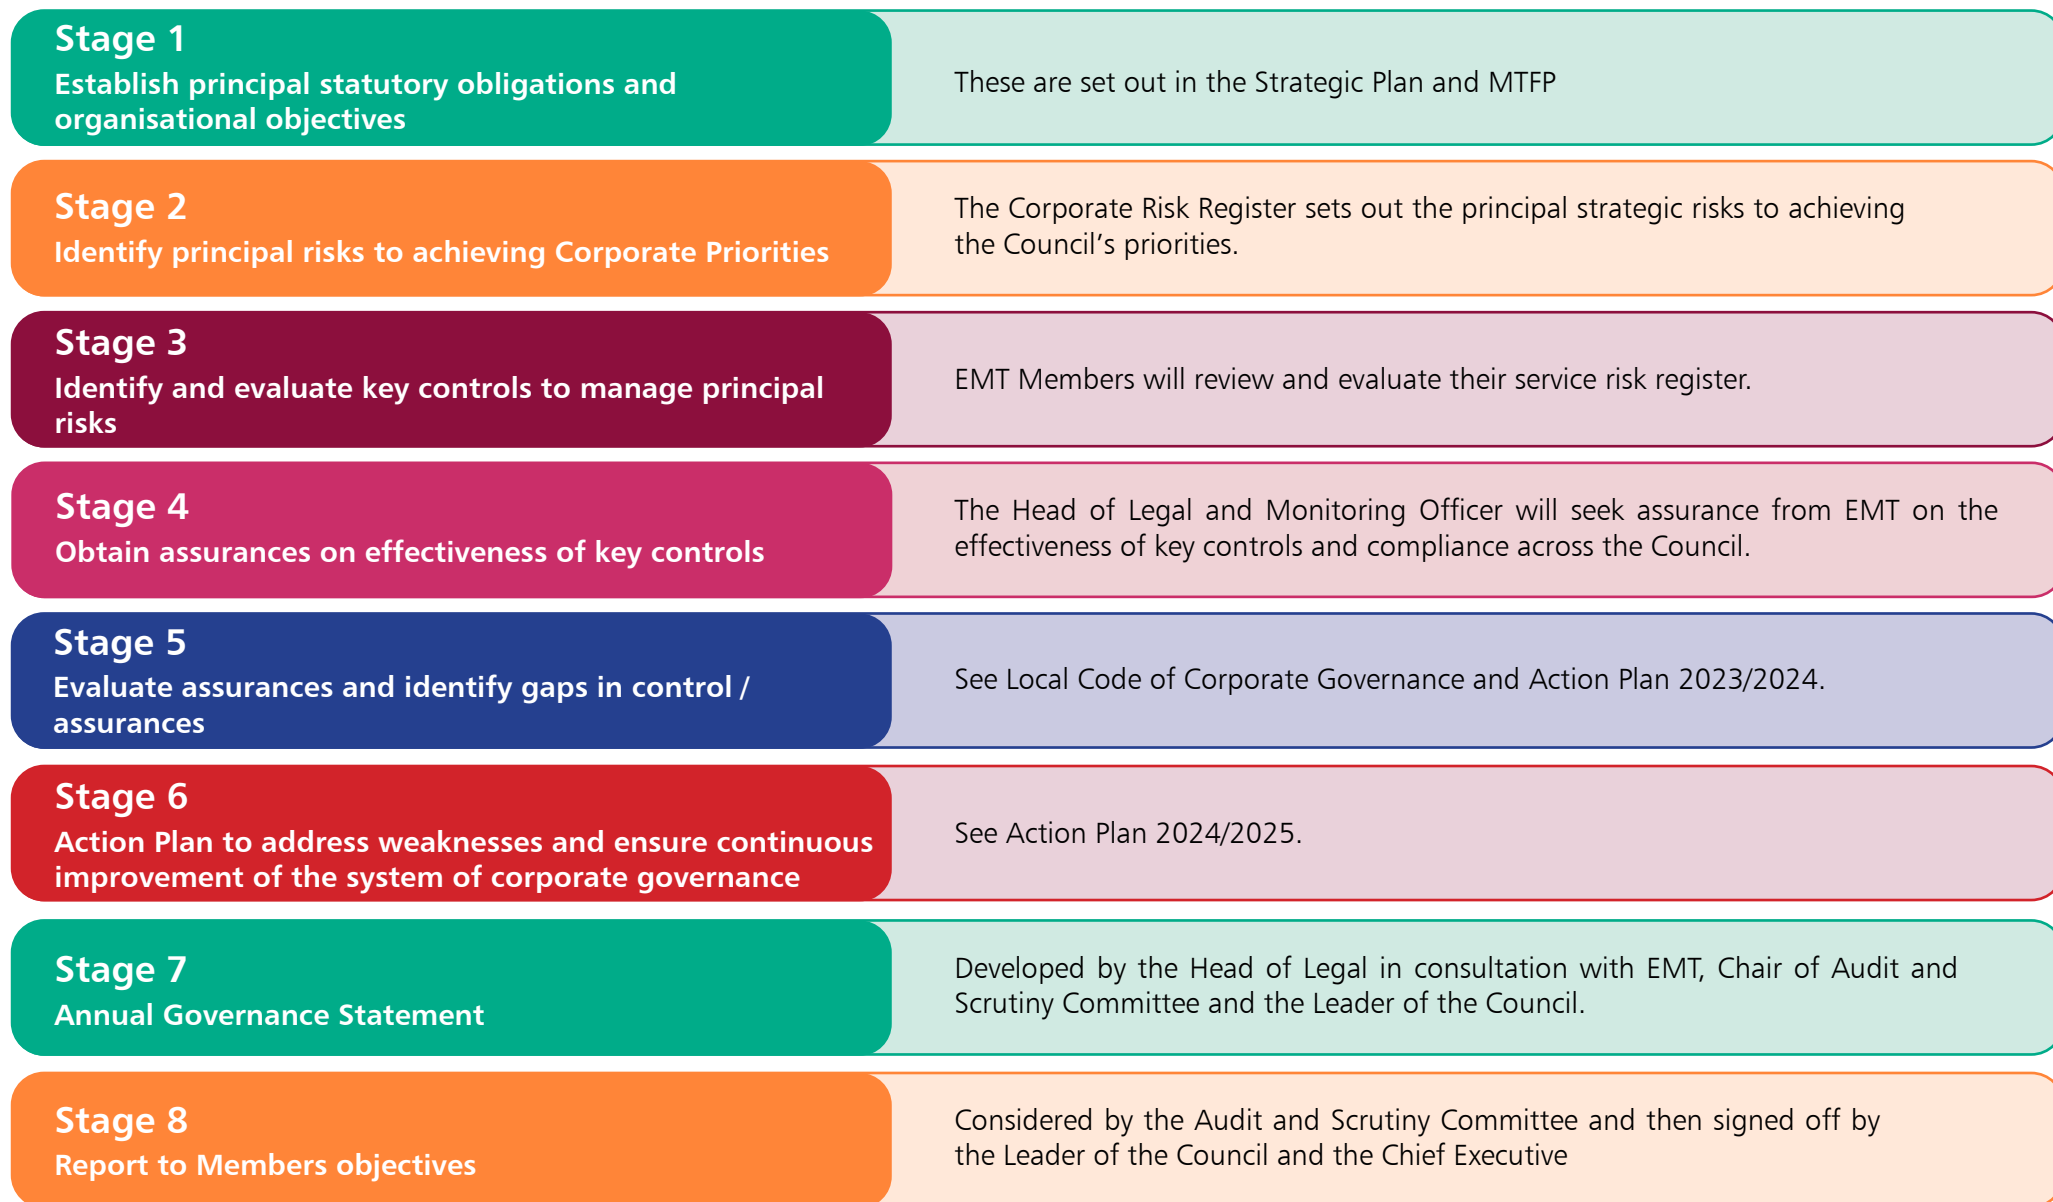 Stage 1
Establish principal statutory obligations and
organisational objectives
These are set out in the Strategic Plan and MTFP
Stage 2
Identify principal risks to achieving Corporate Priorities
The Corporate Risk Register sets out the principal strategic risks to achieving
the Council’s priorities.
Stage 3
Identify and evaluate key controls to manage principal
risks
EMT Members will review and evaluate their service risk register.
Stage 4
Obtain assurances on effectiveness of key controls
The Head of Legal and Monitoring Officer will seek assurance from EMT on the
effectiveness of key controls and compliance across the Council.
Stage 5
Evaluate assurances and identify gaps in control /
assurances
See Local Code of Corporate Governance and Action Plan 2023/2024.
Stage 6
Action Plan to address weaknesses and ensure continuous
improvement of the system of corporate governance
See Action Plan 2024/2025.
Stage 7
Annual Governance Statement
Developed by the Head of Legal in consultation with EMT, Chair of Audit and
Scrutiny Committee and the Leader of the Council.
Stage 8
Report to Members objectives
Considered by the Audit and Scrutiny Committee and then signed off by
the Leader of the Council and the Chief Executive